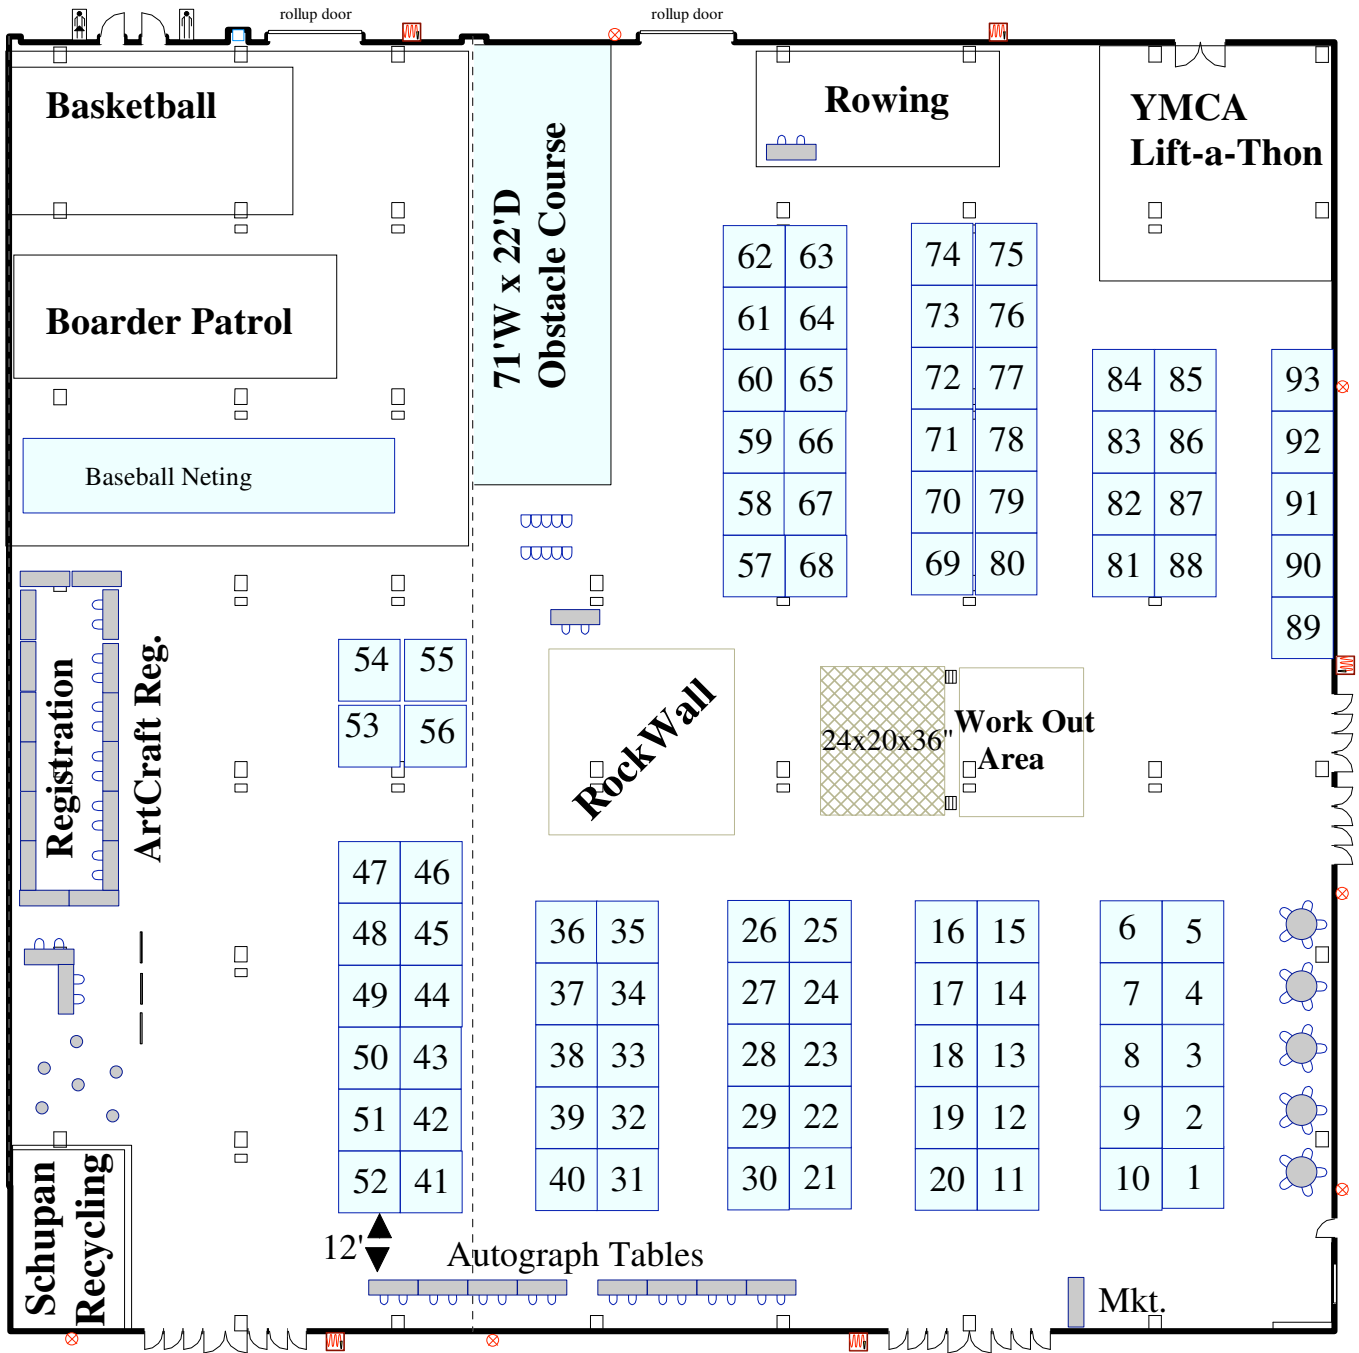 rollup door
rollup door
Basketball
Rowing
YMCA
Lift-a-Thon
71'W x 22'D
Obstacle Course
Boarder Patrol
Baseball Neting
62 63
61 64
60 65
59 66
58 67
57 68
74 75
73 76
72 77
71 78
70 79
69 80
84 85
83 86
82 87
81 88
93
92
91
90
89
Registration
ArtCraft Reg.
54 55
53 56
RockWall
24x20x36"
Work Out
Area
47 46
48 45
49 44
50 43
51 42
52 41
36 35
37 34
38 33
39 32
40 31
26 25
27 24
28 23
29 22
30 21
16 15
17 14
18 13
19 12
20 11
6 5
7 4
8 3
9 2
10 1
Schupan
Recycling
12'
Autograph Tables
Mkt.